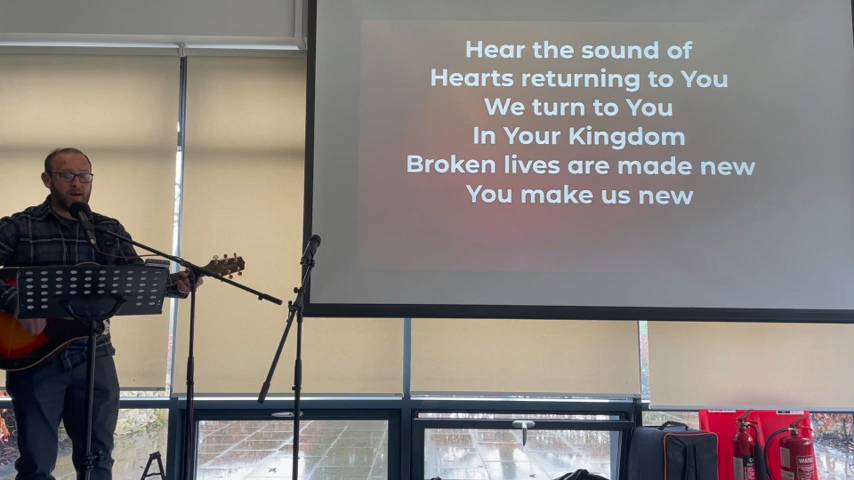 Hear the sound of
Hearts returning to You
We turn to You
In Your Kingdom
Broken lives are made new
You make us new
WATER